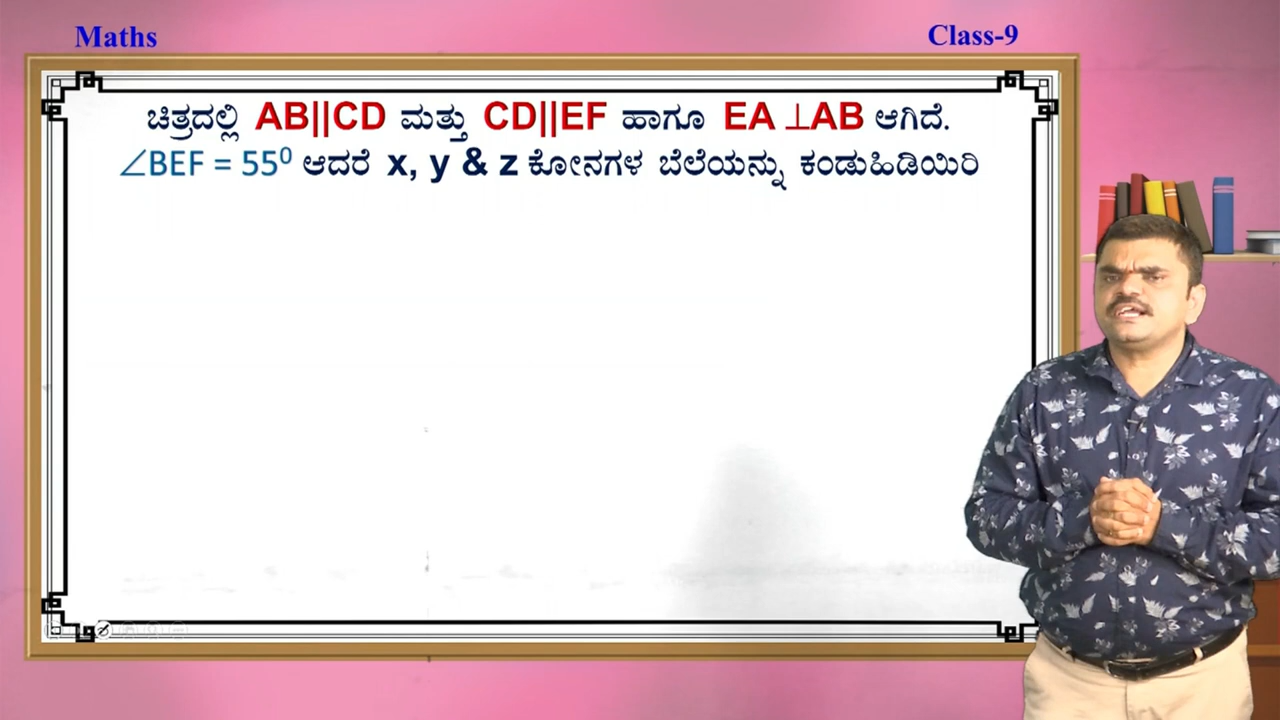 Maths
Class-9
ಚಿತ್ರದಲ್ಲಿ AB||CD ಮತ್ತು CD||EF ಹಾಗೂ EA ⊥AB ಆಗಿದೆ.
∠BEF = 55⁰ ಆದರೆ x, y & z ಕೋನಗಳ ಬೆಲೆಯನ್ನು ಕಂಡುಹಿಡಿಯಿರಿ